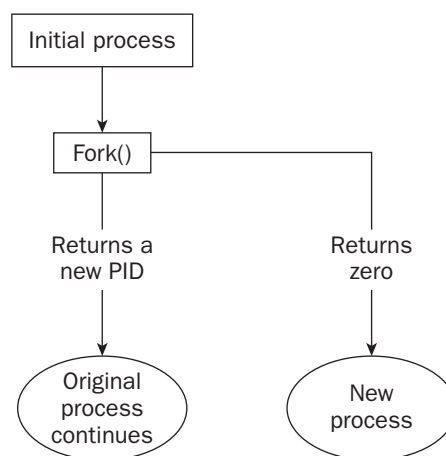 Initial process
Fork()
Returns a
new PID
Returns
zero
Original
process
continues
New
process